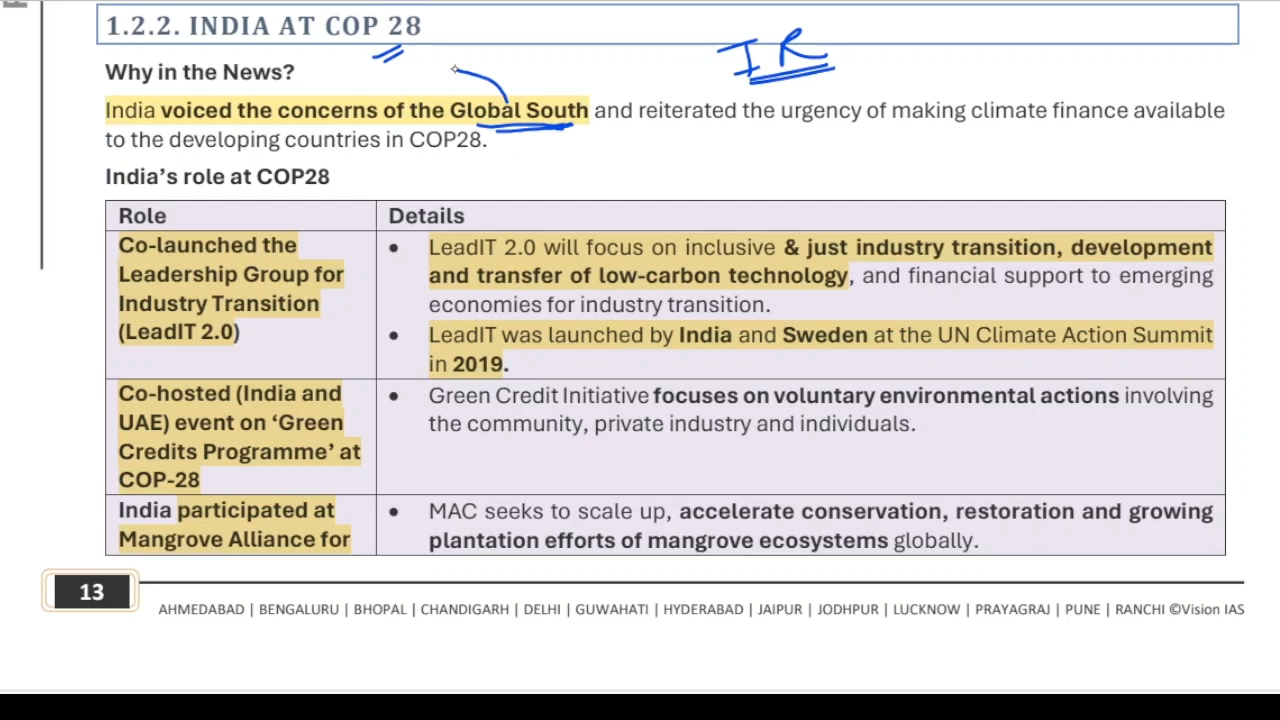 1.2.2. INDIA AT COP 28
IR
Why in the News?
India voiced the concerns of the Global South and reiterated the urgency of making climate finance available
to the developing countries in COP28.
India’s role at COP28
Role
Details
Co-launched the
Leadership Group for
Industry Transition
(LeadIT 2.0)
• LeadIT 2.0 will focus on inclusive & just industry transition, development
and transfer of low-carbon technology, and financial support to emerging
economies for industry transition.
• LeadIT was launched by India and Sweden at the UN Climate Action Summit
in 2019.
Co-hosted (India and
UAE) event on ‘Green
Credits Programme’ at
COP-28
• Green Credit Initiative focuses on voluntary environmental actions involving
the community, private industry and individuals.
India participated at
Mangrove Alliance for
• MAC seeks to scale up, accelerate conservation, restoration and growing
plantation efforts of mangrove ecosystems globally.
13
AHMEDABAD | BENGALURU | BHOPAL | CHANDIGARH | DELHI | GUWAHATI | HYDERABAD | JAIPUR | JODHPUR | LUCKNOW | PRAYAGRAJ | PUNE | RANCHI ©Vision IAS